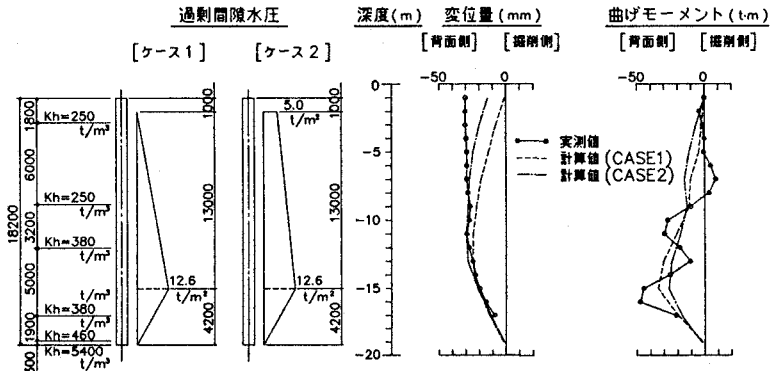 過剰間隙水圧
深度(m)
変位量(mm)
曲げモーメント(t·m)
[ケース1]
[ケース2]
[背面側]
[掘削側]
[背面側]
[掘削側]
-50
0
-50
0
0
-5
-10
-15
-20
18200
1800
6000
3200
5000
1900
500
Kh=250
t/m³
Kh=250
t/m³
Kh=380
t/m³
t/m³
Kh=380
t/m³
Kh=460
Kh=5400
t/m³
12.6
t/m²
1000
13000
4200
5.0
t/m²
12.6
t/m²
1000
13000
4200
実測値
計算値(CASE1)
計算値(CASE2)